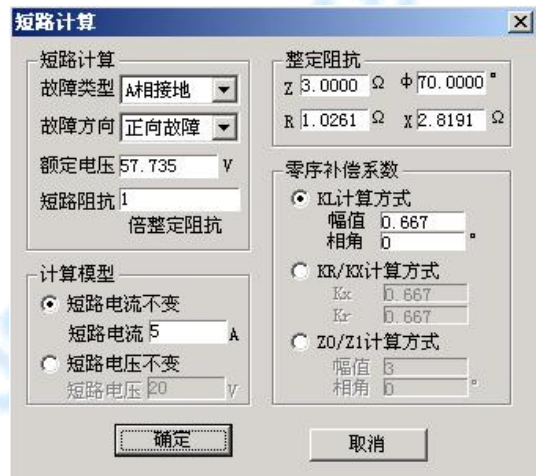 短路计算
短路计算
故障类型 A相接地
故障方向 正向故障
额定电压 57.735 V
短路阻抗 1
倍整定阻抗
计算模型
短路电流不变
短路电流 5 A
短路电压不变
短路电压 20 V
整定阻抗
Z 3.0000 Ω Φ 70.0000 °
R 1.0261 Ω X 2.8191 Ω
零序补偿系数
KL计算方式
幅值 0.667
相角 0 °
KR/KX计算方式
Kx 0.667
Kr 0.667
Z0/Z1计算方式
幅值 3
相角 0 °
确定
取消